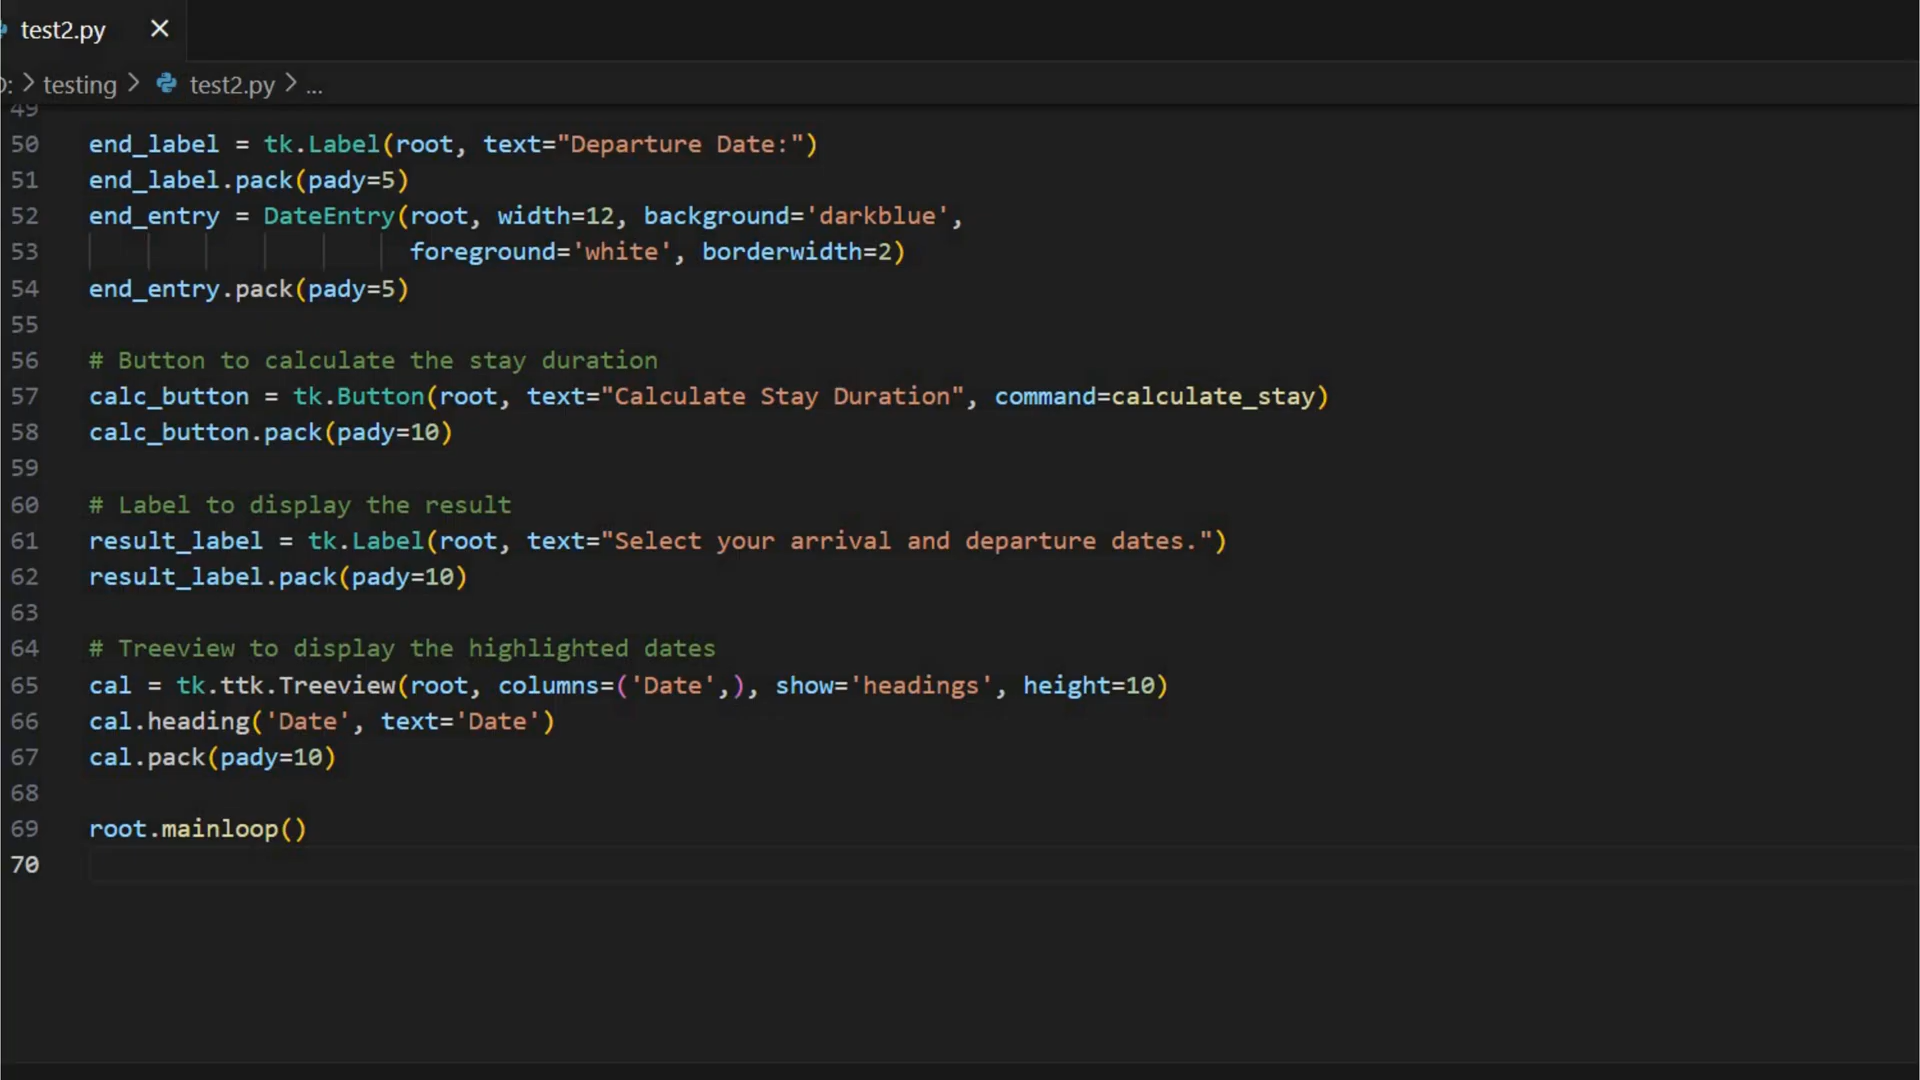 test2.py
testing > test2.py > ...
49
50 end_label = tk.Label(root, text="Departure Date:")
51 end_label.pack(pady=5)
52 end_entry = DateEntry(root, width=12, background='darkblue',
53 foreground='white', borderwidth=2)
54 end_entry.pack(pady=5)
55
56 # Button to calculate the stay duration
57 calc_button = tk.Button(root, text="Calculate Stay Duration", command=calculate_stay)
58 calc_button.pack(pady=10)
59
60 # Label to display the result
61 result_label = tk.Label(root, text="Select your arrival and departure dates.")
62 result_label.pack(pady=10)
63
64 # Treeview to display the highlighted dates
65 cal = tk.ttk.Treeview(root, columns=('Date',), show='headings', height=10)
66 cal.heading('Date', text='Date')
67 cal.pack(pady=10)
68
69 root.mainloop()
70